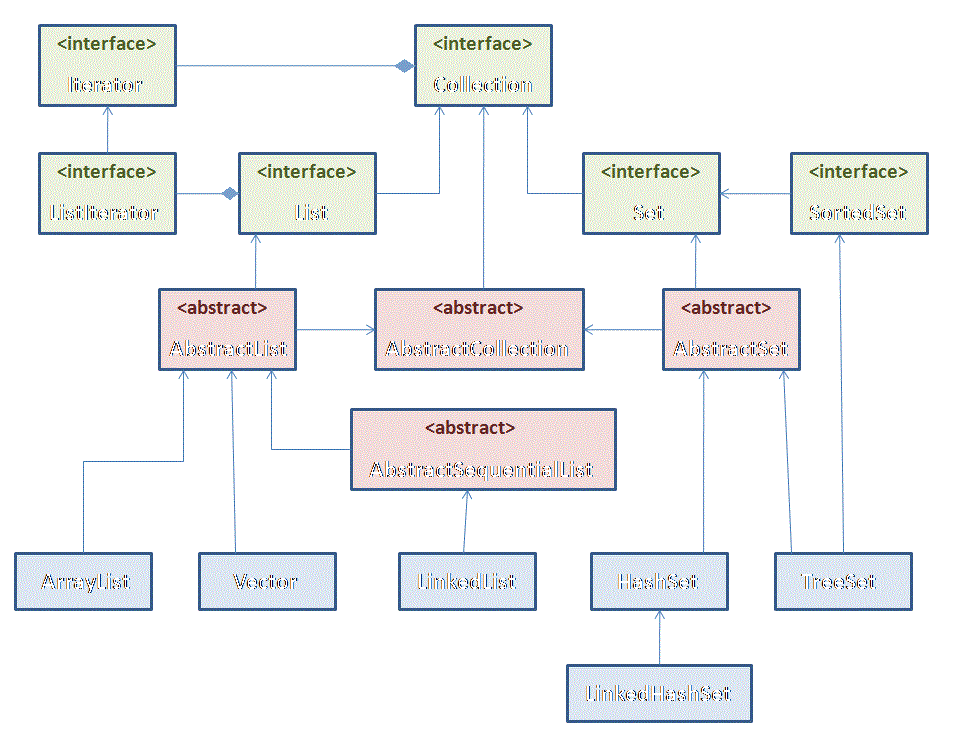 <interface>
Iterator
<interface>
Collection
<interface>
ListIterator
<interface>
List
<interface>
Set
<interface>
SortedSet
<abstract>
AbstractList
<abstract>
AbstractCollection
<abstract>
AbstractSet
<abstract>
AbstractSequentialList
ArrayList
Vector
LinkedList
HashSet
TreeSet
LinkedHashSet